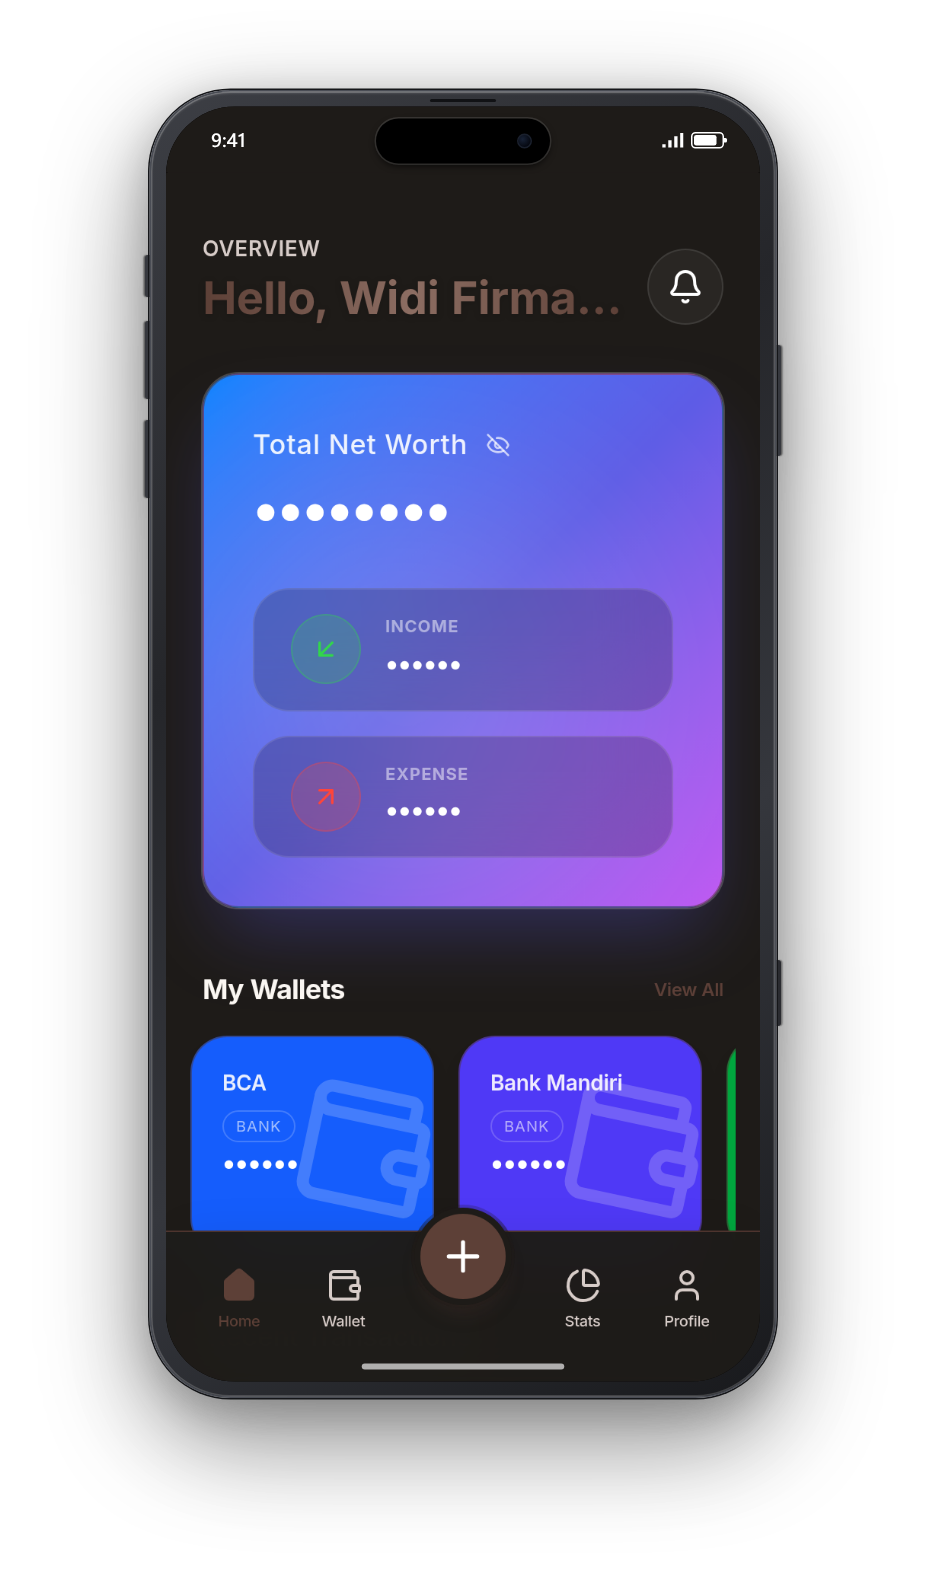 9:41
OVERVIEW
Hello, Widi Firma...
Total Net Worth
●●●●●●●●
INCOME
●●●●●●
EXPENSE
●●●●●●
My Wallets
View All
BCA
BANK
●●●●●●
Bank Mandiri
BANK
●●●●●●
Home
Wallet
Stats
Profile